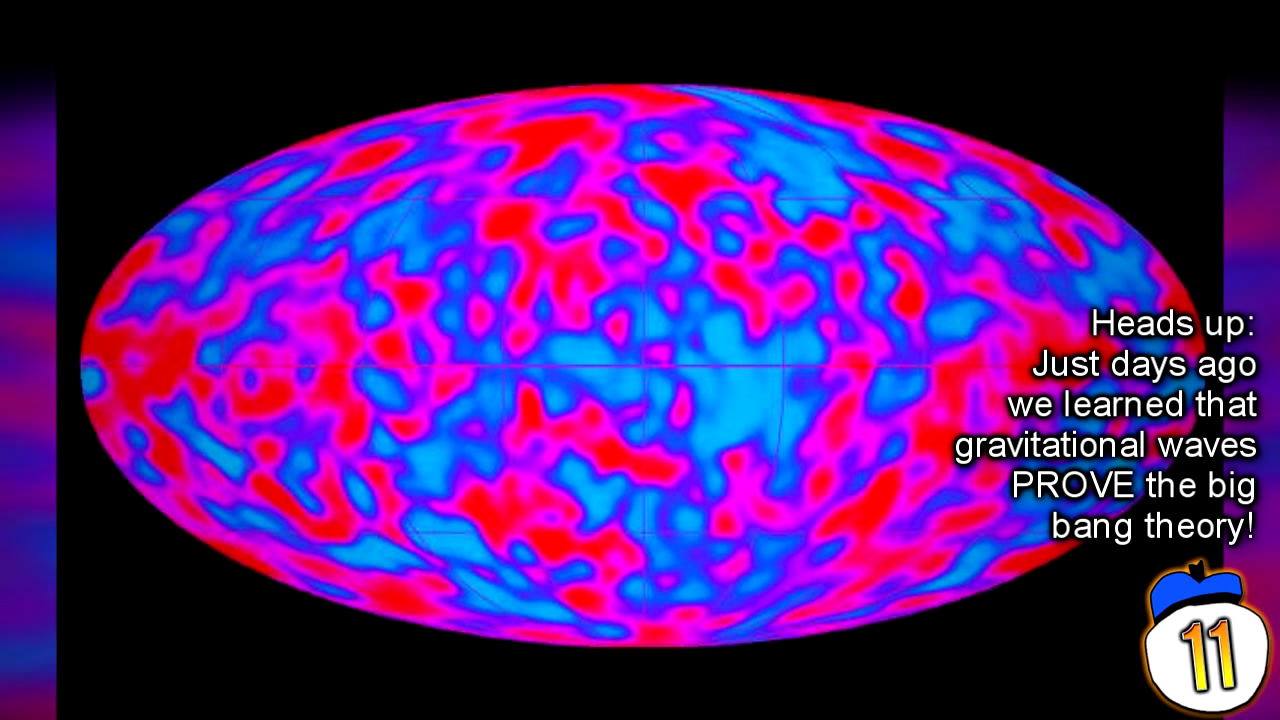 Heads up:
Just days ago
we learned that
gravitational waves
PROVE the big
bang theory!
11